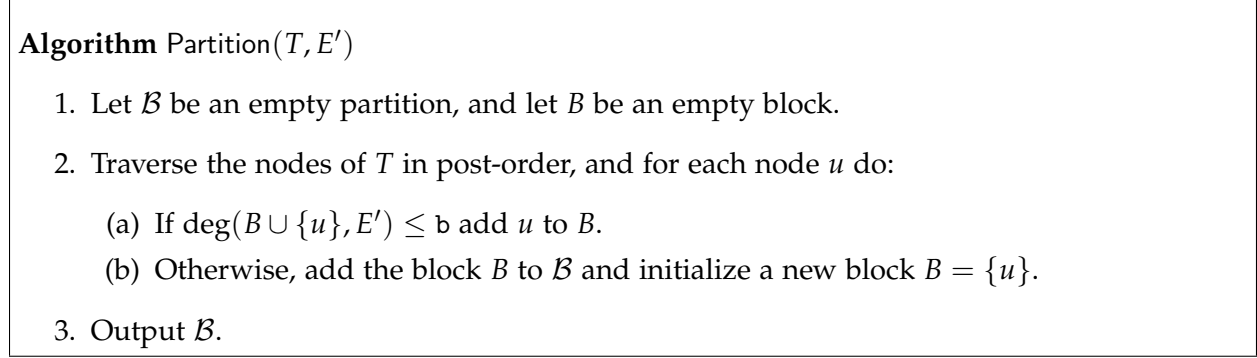 Algorithm Partition(T, E′)
1. Let 𝓑 be an empty partition, and let B be an empty block.
2. Traverse the nodes of T in post-order, and for each node u do:
(a) If deg(B ∪ {u}, E′) ≤ b add u to B.
(b) Otherwise, add the block B to 𝓑 and initialize a new block B = {u}.
3. Output 𝓑.